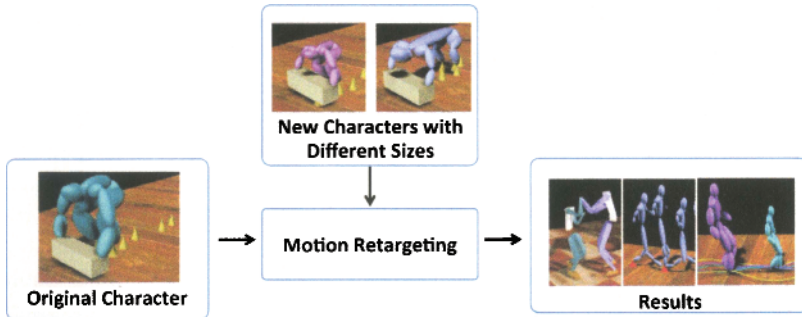 New Characters with
Different Sizes
Original Character
Motion Retargeting
Results